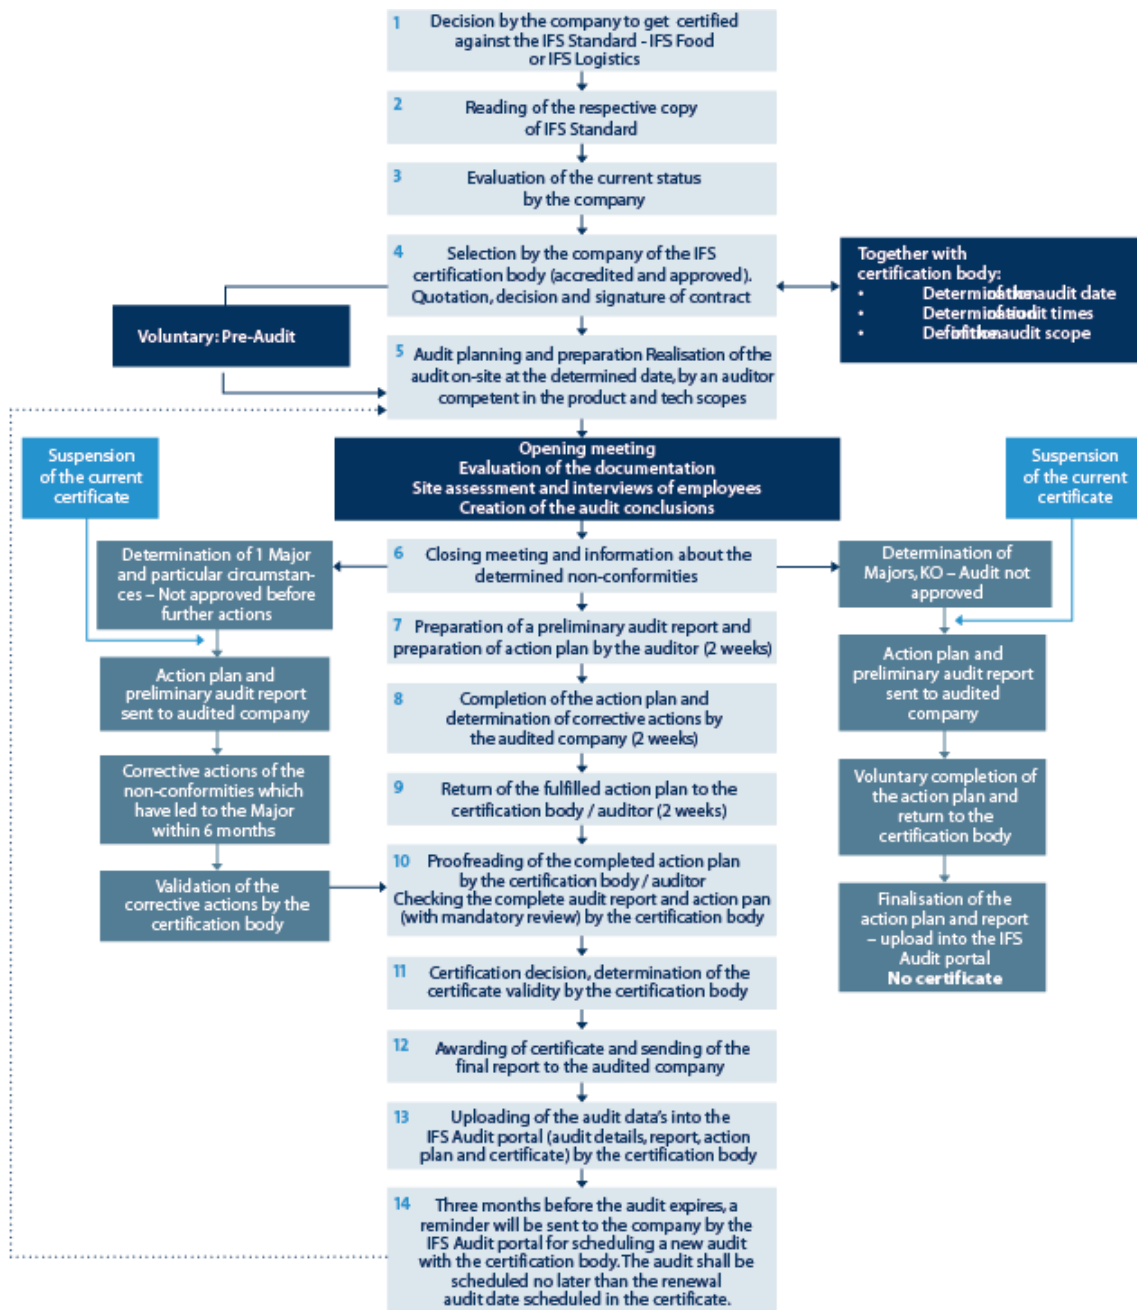 1 Decision by the company to get certified
against the IFS Standard - IFS Food
or IFS Logistics
2 Reading of the respective copy
of IFS Standard
3 Evaluation of the current status
by the company
4 Selection by the company of the IFS
certification body (accredited and approved).
Quotation, decision and signature of contract
Together with
certification body:
• Determination of the audit date
• Determination of audit times
• Definition of the audit scope
Voluntary: Pre-Audit
5 Audit planning and preparation Realisation of the
audit on-site at the determined date, by an auditor
competent in the product and tech scopes
Suspension
of the current
certificate
Opening meeting
Evaluation of the documentation
Site assessment and interviews of employees
Creation of the audit conclusions
Suspension
of the current
certificate
Determination of 1 Major
and particular circumstan-
ces – Not approved before
further actions
6 Closing meeting and information about the
determined non-conformities
Determination of
Majors, KO – Audit not
approved
7 Preparation of a preliminary audit report and
preparation of action plan by the auditor (2 weeks)
Action plan and
preliminary audit report
sent to audited company
8 Completion of the action plan and
determination of corrective actions by
the audited company (2 weeks)
Action plan and
preliminary audit report
sent to audited
company
Corrective actions of the
non-conformities which
have led to the Major
within 6 months
9 Return of the fulfilled action plan to the
certification body / auditor (2 weeks)
Voluntary completion of
the action plan and
return to the
certification body
Validation of the
corrective actions by the
certification body
10 Proofreading of the completed action plan
by the certification body / auditor
Checking the complete audit report and action pan
(with mandatory review) by the certification body
Finalisation of the
action plan and report
– upload into the IFS
Audit portal
No certificate
11 Certification decision, determination of the
certificate validity by the certification body
12 Awarding of certificate and sending of the
final report to the audited company
13 Uploading of the audit data's into the
IFS Audit portal (audit details, report, action
plan and certificate) by the certification body
14 Three months before the audit expires, a
reminder will be sent to the company by the
IFS Audit portal for scheduling a new audit
with the certification body. The audit shall be
scheduled no later than the renewal
audit date scheduled in the certificate.